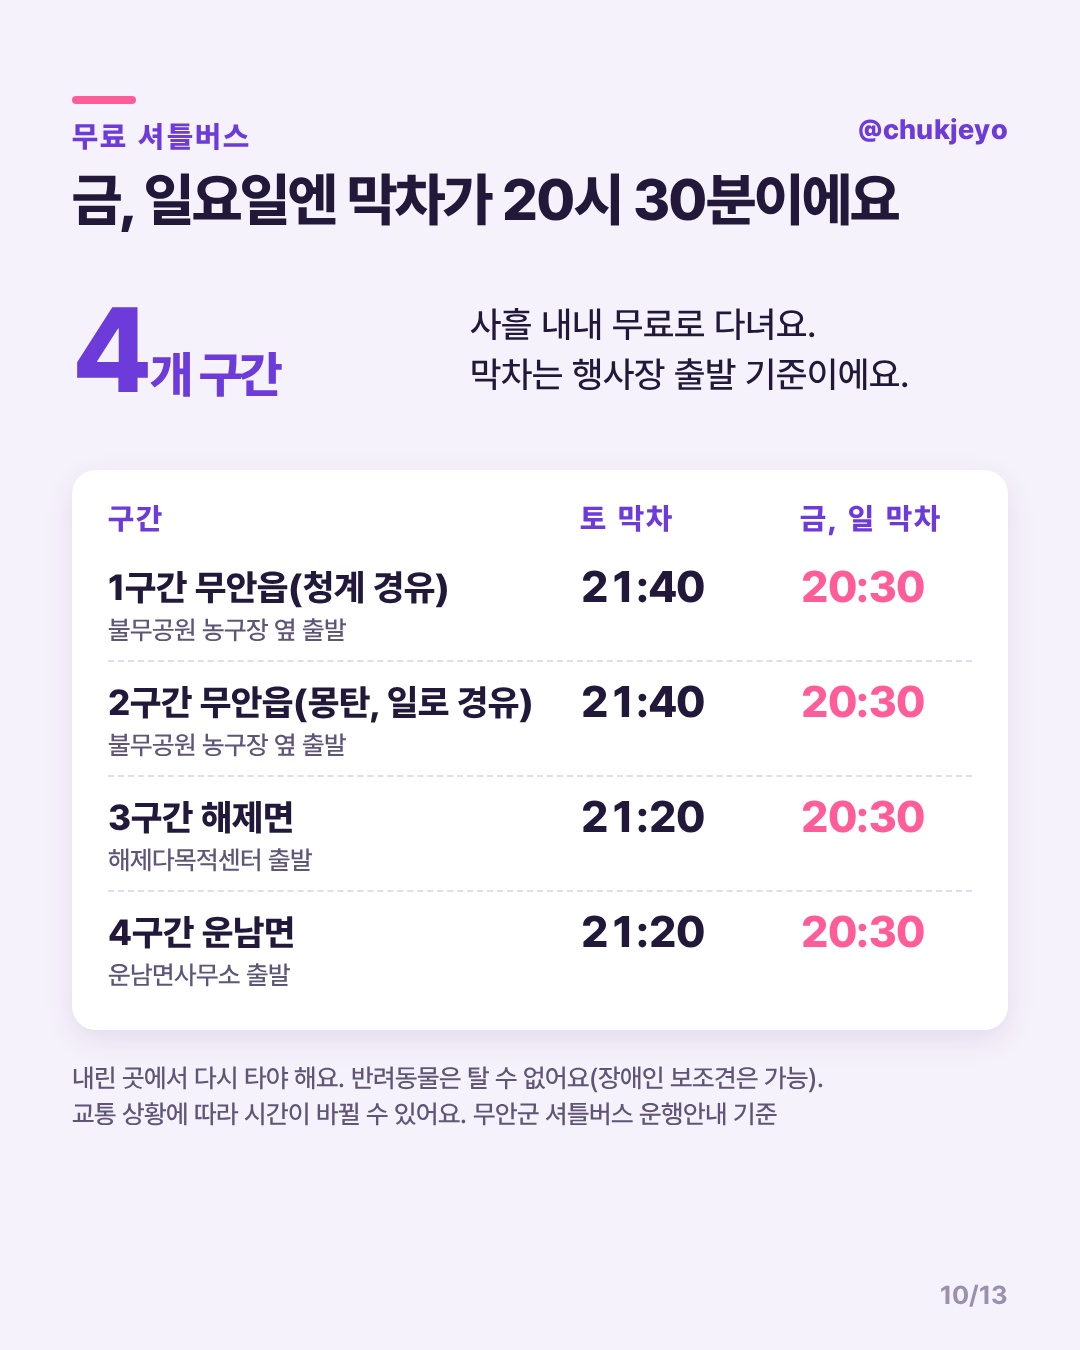 무료 셔틀버스
@chukjeyo
금, 일요일엔 막차가 20시 30분이에요
4개 구간
사흘 내내 무료로 다녀요.
막차는 행사장 출발 기준이에요.
구간 토 막차 금, 일 막차
1구간 무안읍(청계 경유) 21:40 20:30
불무공원 농구장 옆 출발
2구간 무안읍(몽탄, 일로 경유) 21:40 20:30
불무공원 농구장 옆 출발
3구간 해제면 21:20 20:30
해제다목적센터 출발
4구간 운남면 21:20 20:30
운남면사무소 출발
내린 곳에서 다시 타야 해요. 반려동물은 탈 수 없어요(장애인 보조견은 가능).
교통 상황에 따라 시간이 바뀔 수 있어요. 무안군 셔틀버스 운행안내 기준
10/13